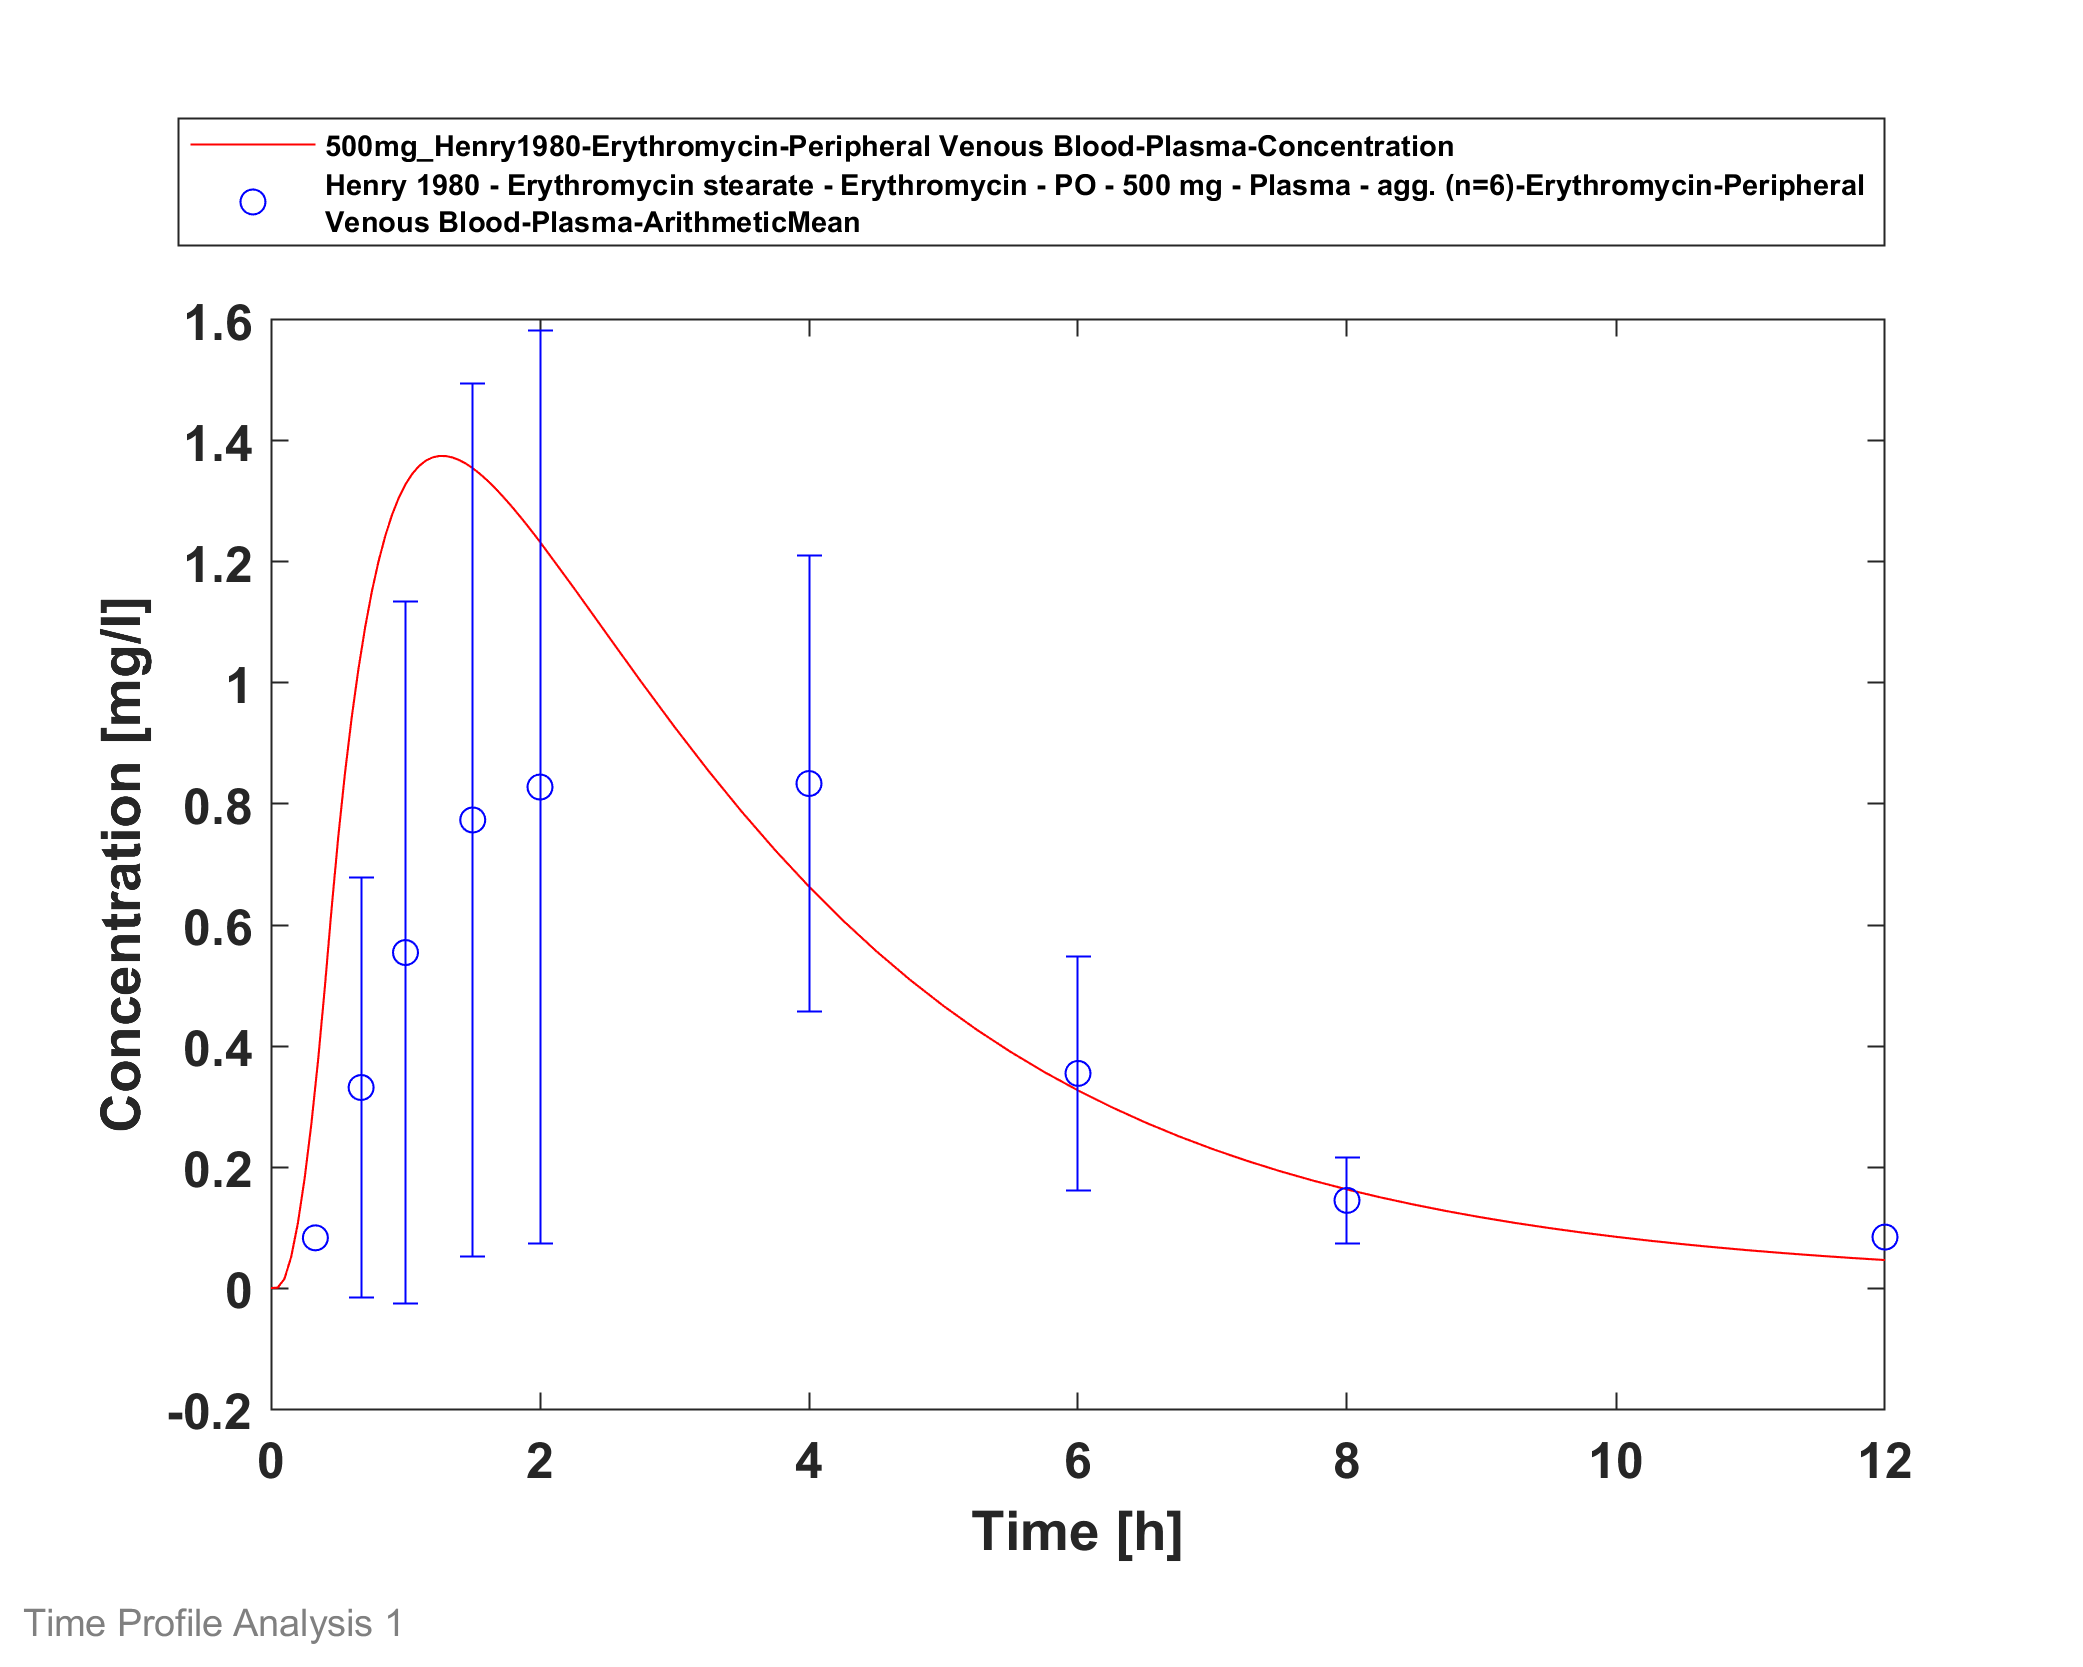 500mg_Henry1980-Erythromycin-Peripheral Venous Blood-Plasma-Concentration
Henry 1980 - Erythromycin stearate - Erythromycin - PO - 500 mg - Plasma - agg. (n=6)-Erythromycin-Peripheral
Venous Blood-Plasma-ArithmeticMean
1.6
1.4
1.2
1
0.8
0.6
0.4
0.2
0
-0.2
Concentration [mg/l]
0 2 4 6 8 10 12
Time [h]
Time Profile Analysis 1